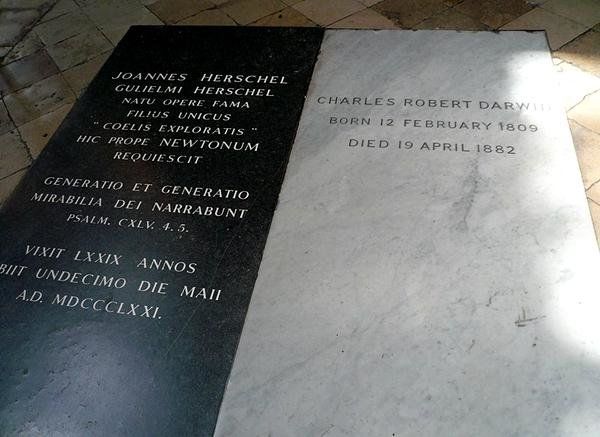 JOANNES HERSCHEL
GULIELMI HERSCHEL
NATU OPERE FAMA
FILIUS UNICUS
"COELIS EXPLORATIS"
HIC PROPE NEWTONUM
REQUIESCIT
GENERATIO ET GENERATIO
MIRABILIA DEI NARRABUNT
PSALM. CXLV. 4. 5.
VIXIT LXXIX ANNOS
BIIT UNDECIMO DIE MAII
A.D. MDCCCLXXI.
CHARLES ROBERT DARWIN
BORN 12 FEBRUARY 1809
DIED 19 APRIL 1882